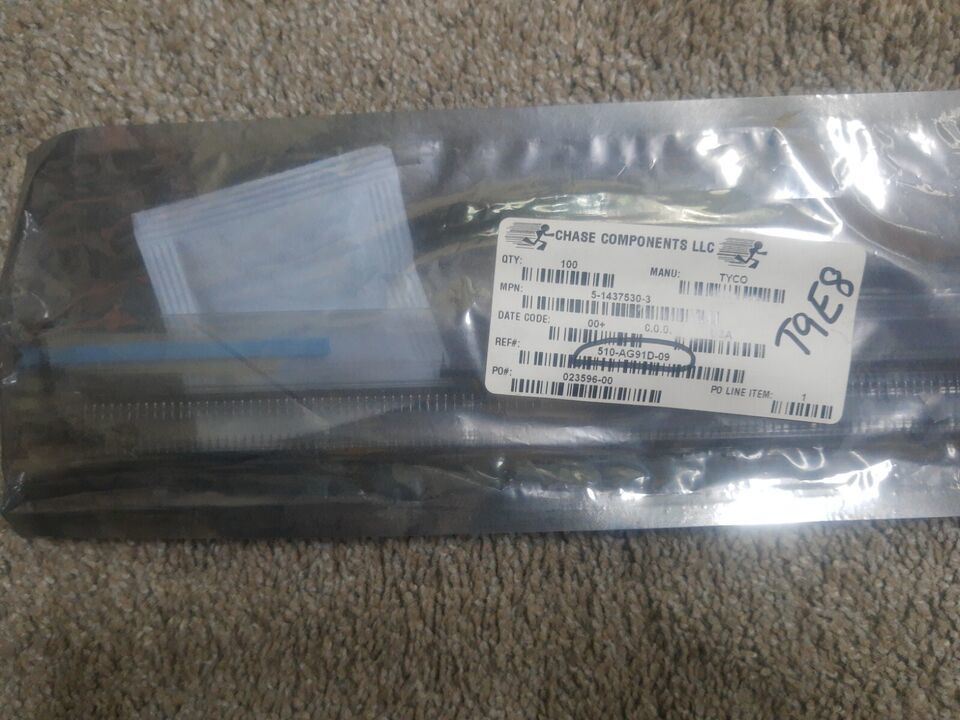 CHASE COMPONENTS LLC
QTY: 100 MANU: TYCO
MPN: 5-1437530-3
DATE CODE: 00+ C.O.O.
REF#: 510-AG91D-09
PO#: 023596-00 PO LINE ITEM: 1
T9E8